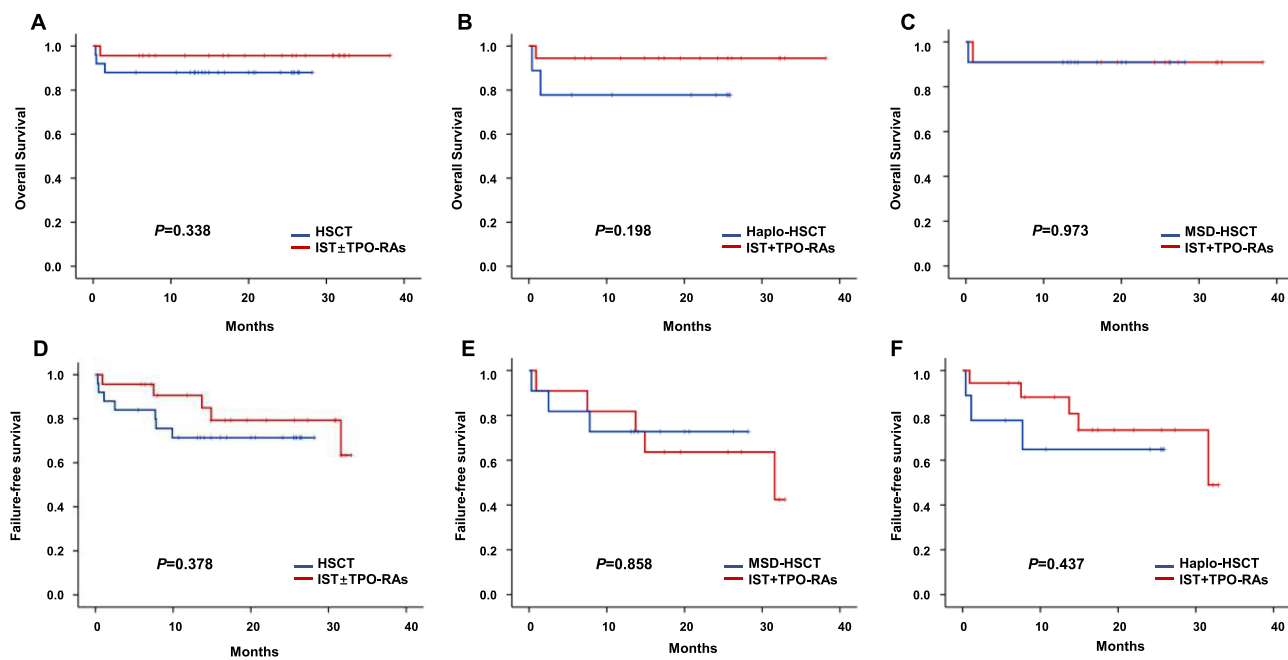 A
1.0
0.8
0.6
0.4
0.2
0.0
Overall Survival
P=0.338
HSCT
IST±TPO-RAs
0 10 20 30 40
Months
B
1.0
0.8
0.6
0.4
0.2
0.0
Overall Survival
P=0.198
Haplo-HSCT
IST+TPO-RAs
0 10 20 30 40
Months
C
1.0
0.8
0.6
0.4
0.2
0.0
Overall Survival
P=0.973
MSD-HSCT
IST+TPO-RAs
0 10 20 30 40
Months
D
1.0
0.8
0.6
0.4
0.2
0.0
Failure-free survival
P=0.378
HSCT
IST±TPO-RAs
0 10 20 30 40
Months
E
1.0
0.8
0.6
0.4
0.2
0.0
Failure-free survival
P=0.858
MSD-HSCT
IST+TPO-RAs
0 10 20 30 40
Months
F
1.0
0.8
0.6
0.4
0.2
0.0
Failure-free survival
P=0.437
Haplo-HSCT
IST+TPO-RAs
0 10 20 30 40
Months